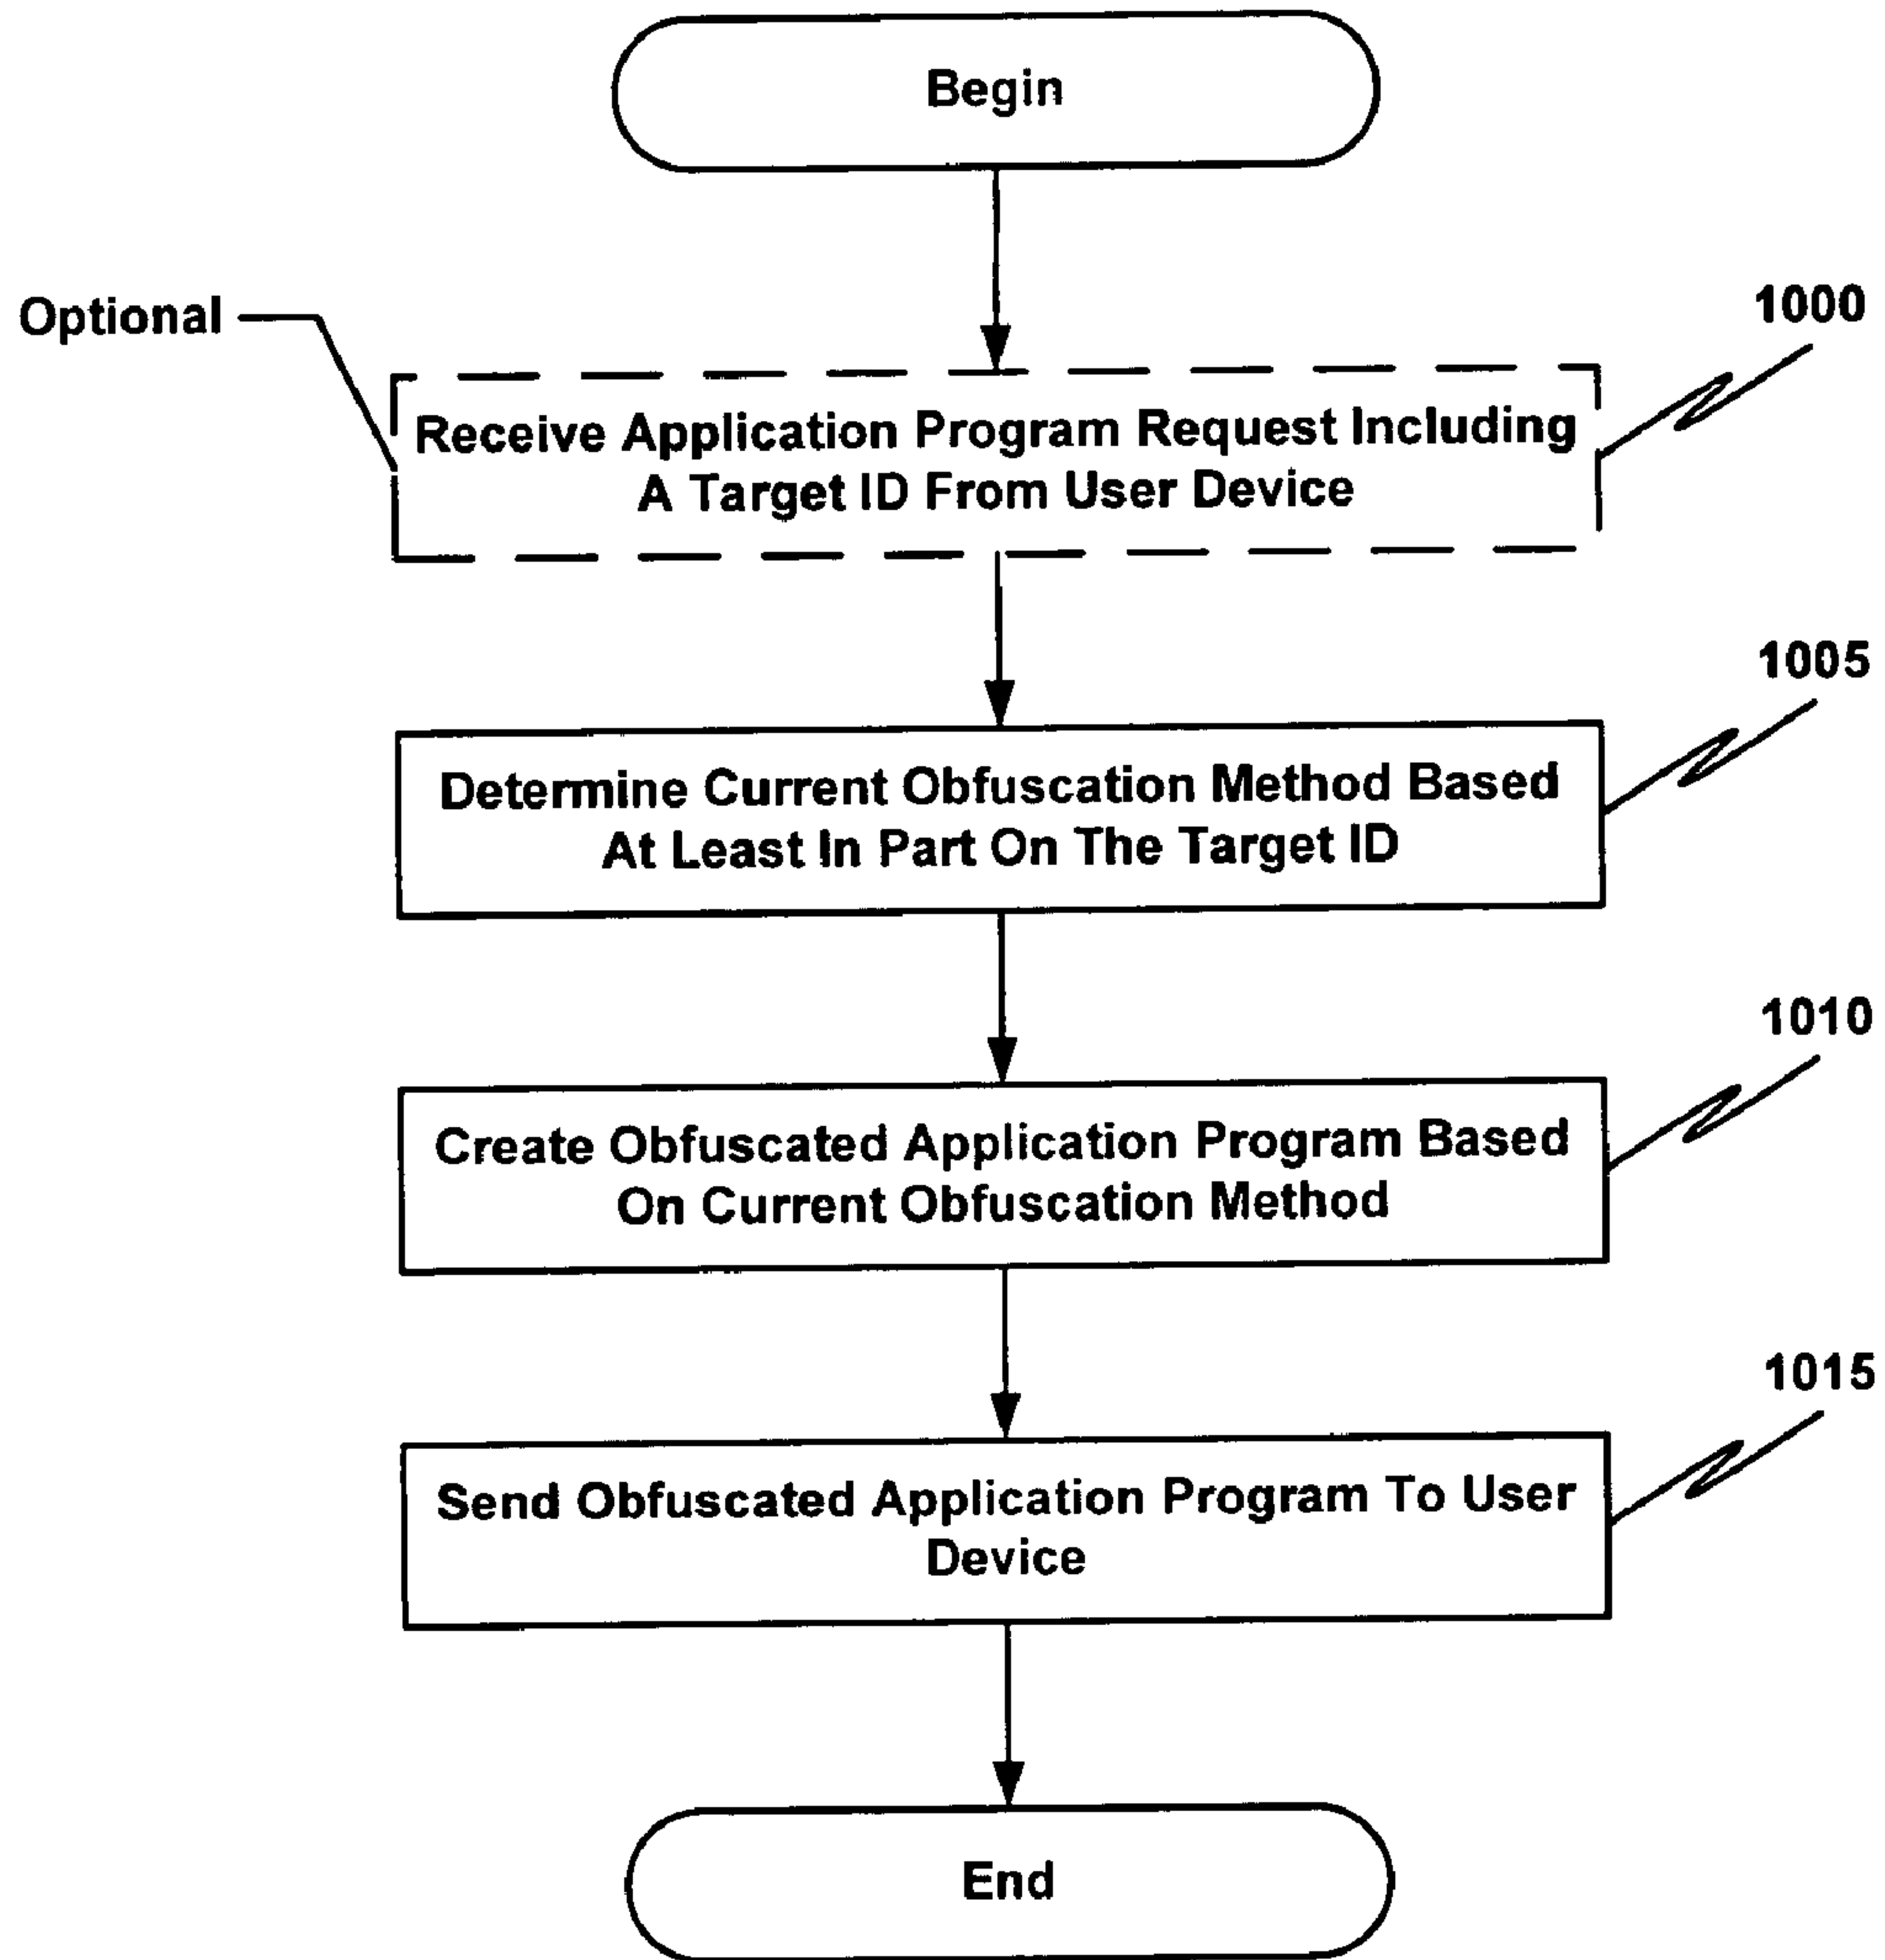 Begin
Optional
1000
Receive Application Program Request Including
A Target ID From User Device
1005
Determine Current Obfuscation Method Based
At Least In Part On The Target ID
1010
Create Obfuscated Application Program Based
On Current Obfuscation Method
1015
Send Obfuscated Application Program To User
Device
End